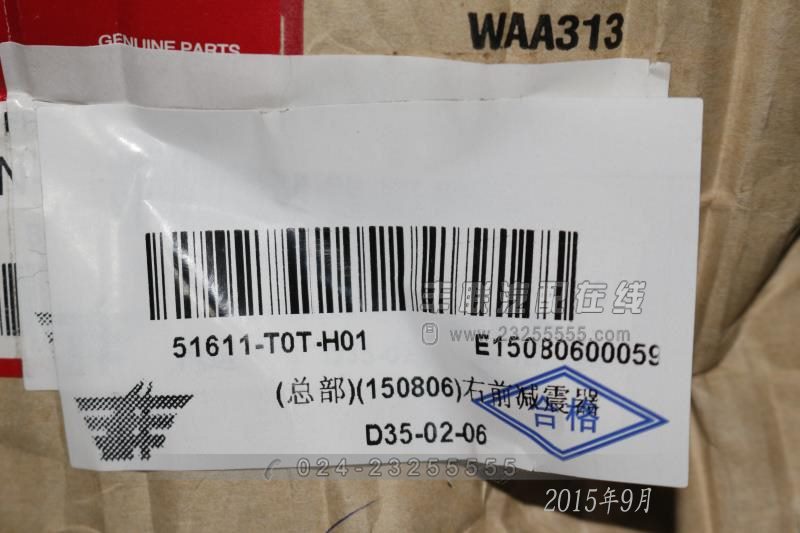 GENUINE PARTS
WAA313
51611-T0T-H01
E15080600059
(总部)(150806)右前减震器
合格
D35-02-06
车联汽配在线
www.23255555.com
024-23255555
2015年9月